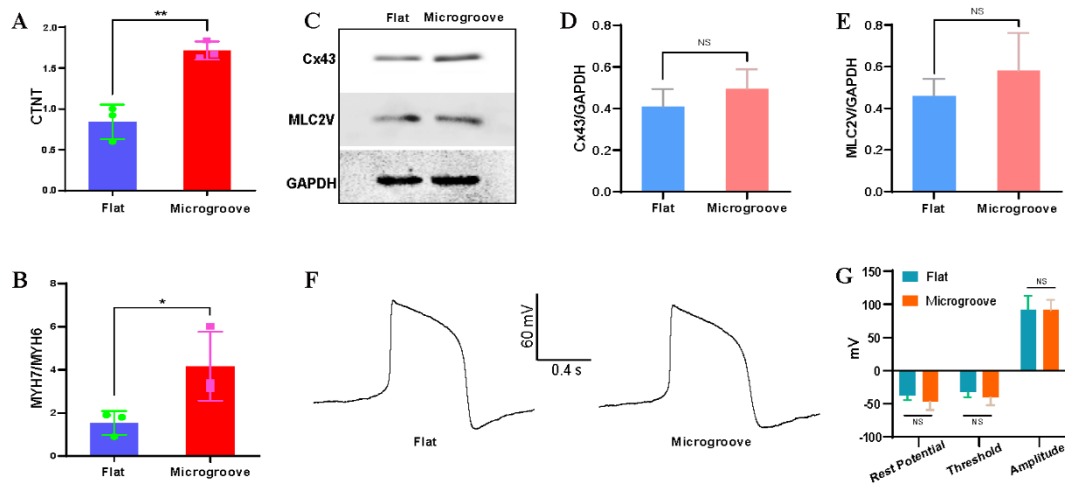 A
CTNT
2.0
1.5
1.0
0.5
0.0
**
Flat
Microgroove
C
Flat Microgroove
Cx43
MLC2V
GAPDH
D
Cx43/GAPDH
0.8
0.6
0.4
0.2
0.0
NS
Flat
Microgroove
E
MLC2V/GAPDH
0.8
0.6
0.4
0.2
0.0
NS
Flat
Microgroove
B
MYH7/MYH6
8
6
4
2
0
*
Flat
Microgroove
F
60 mV
0.4 s
Flat
Microgroove
G
mV
150
100
50
0
-50
-100
Flat
Microgroove
NS
NS
NS
Rest Potential
Threshold
Amplitude